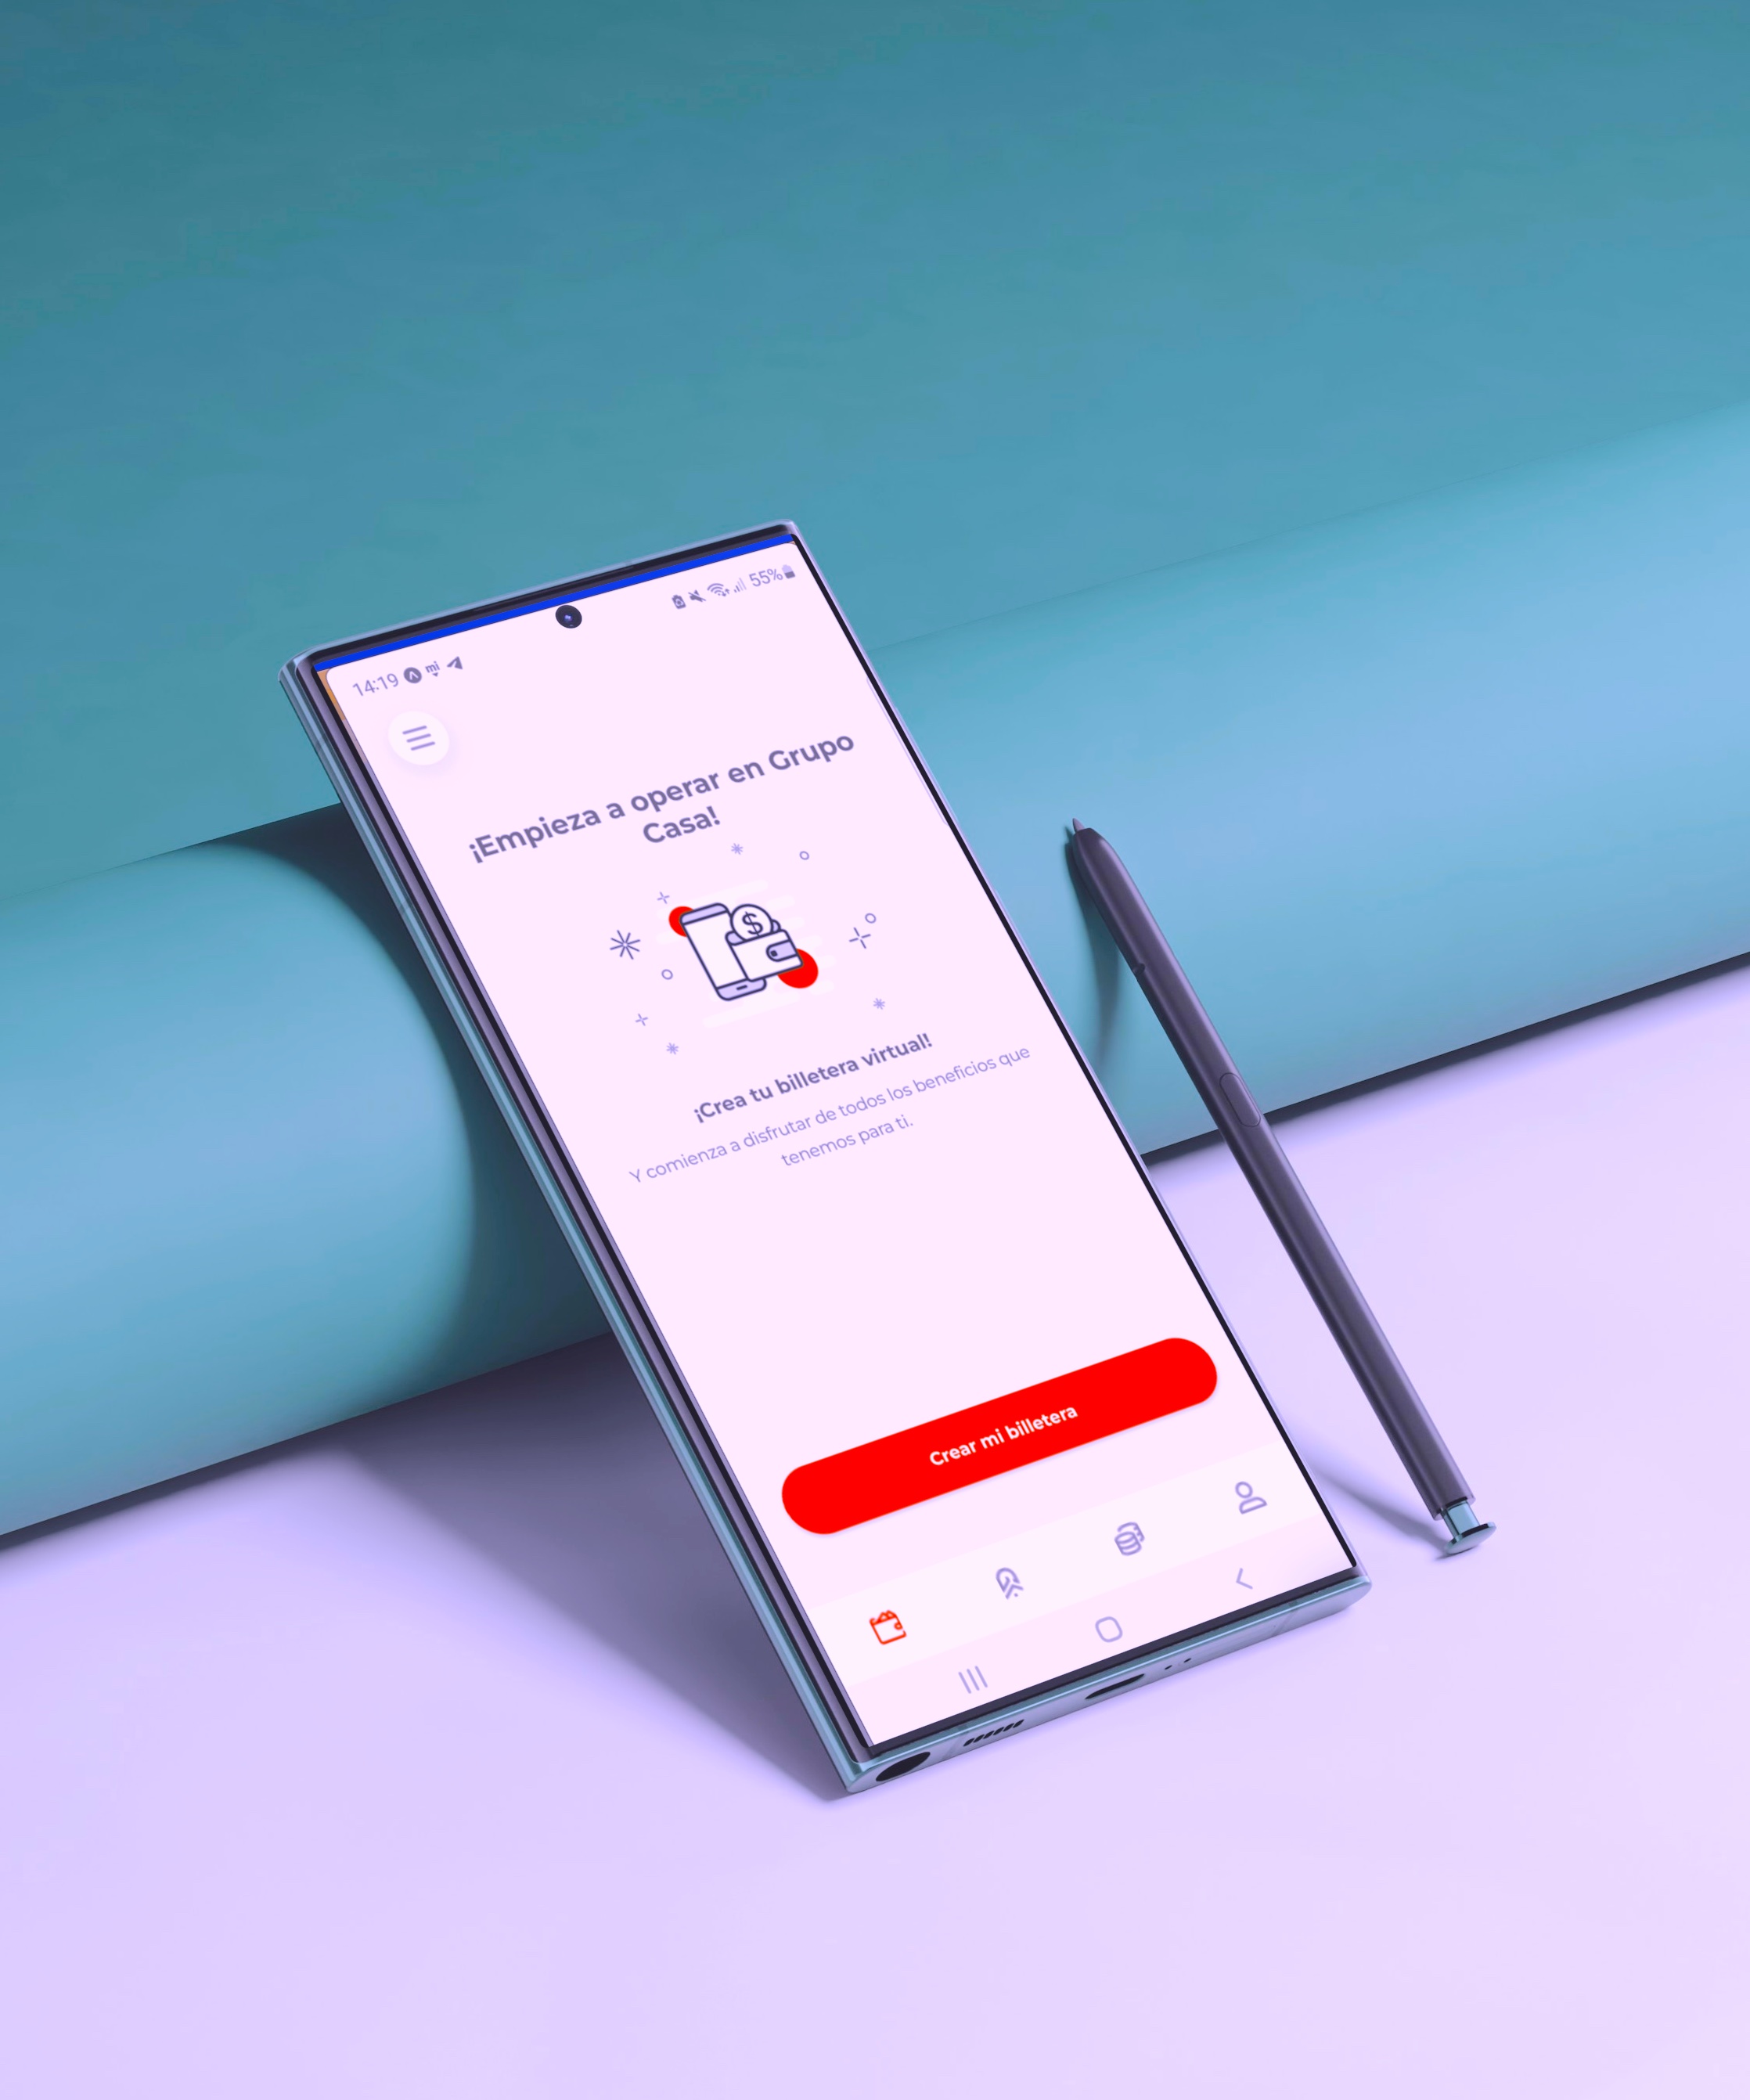 14:19 mi 55%
¡Empieza a operar en Grupo
Casa!
$
¡Crea tu billetera virtual!
Y comienza a disfrutar de todos los beneficios que
tenemos para ti.
Crear mi billetera